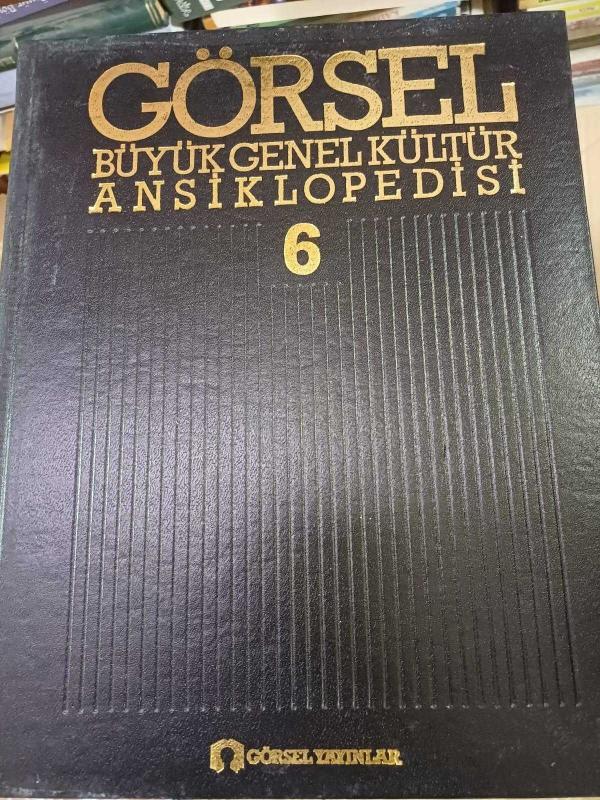 GÖRSEL
BÜYÜK GENEL KÜLTÜR
ANSİKLOPEDİSİ
6
GÖRSEL YAYINLAR